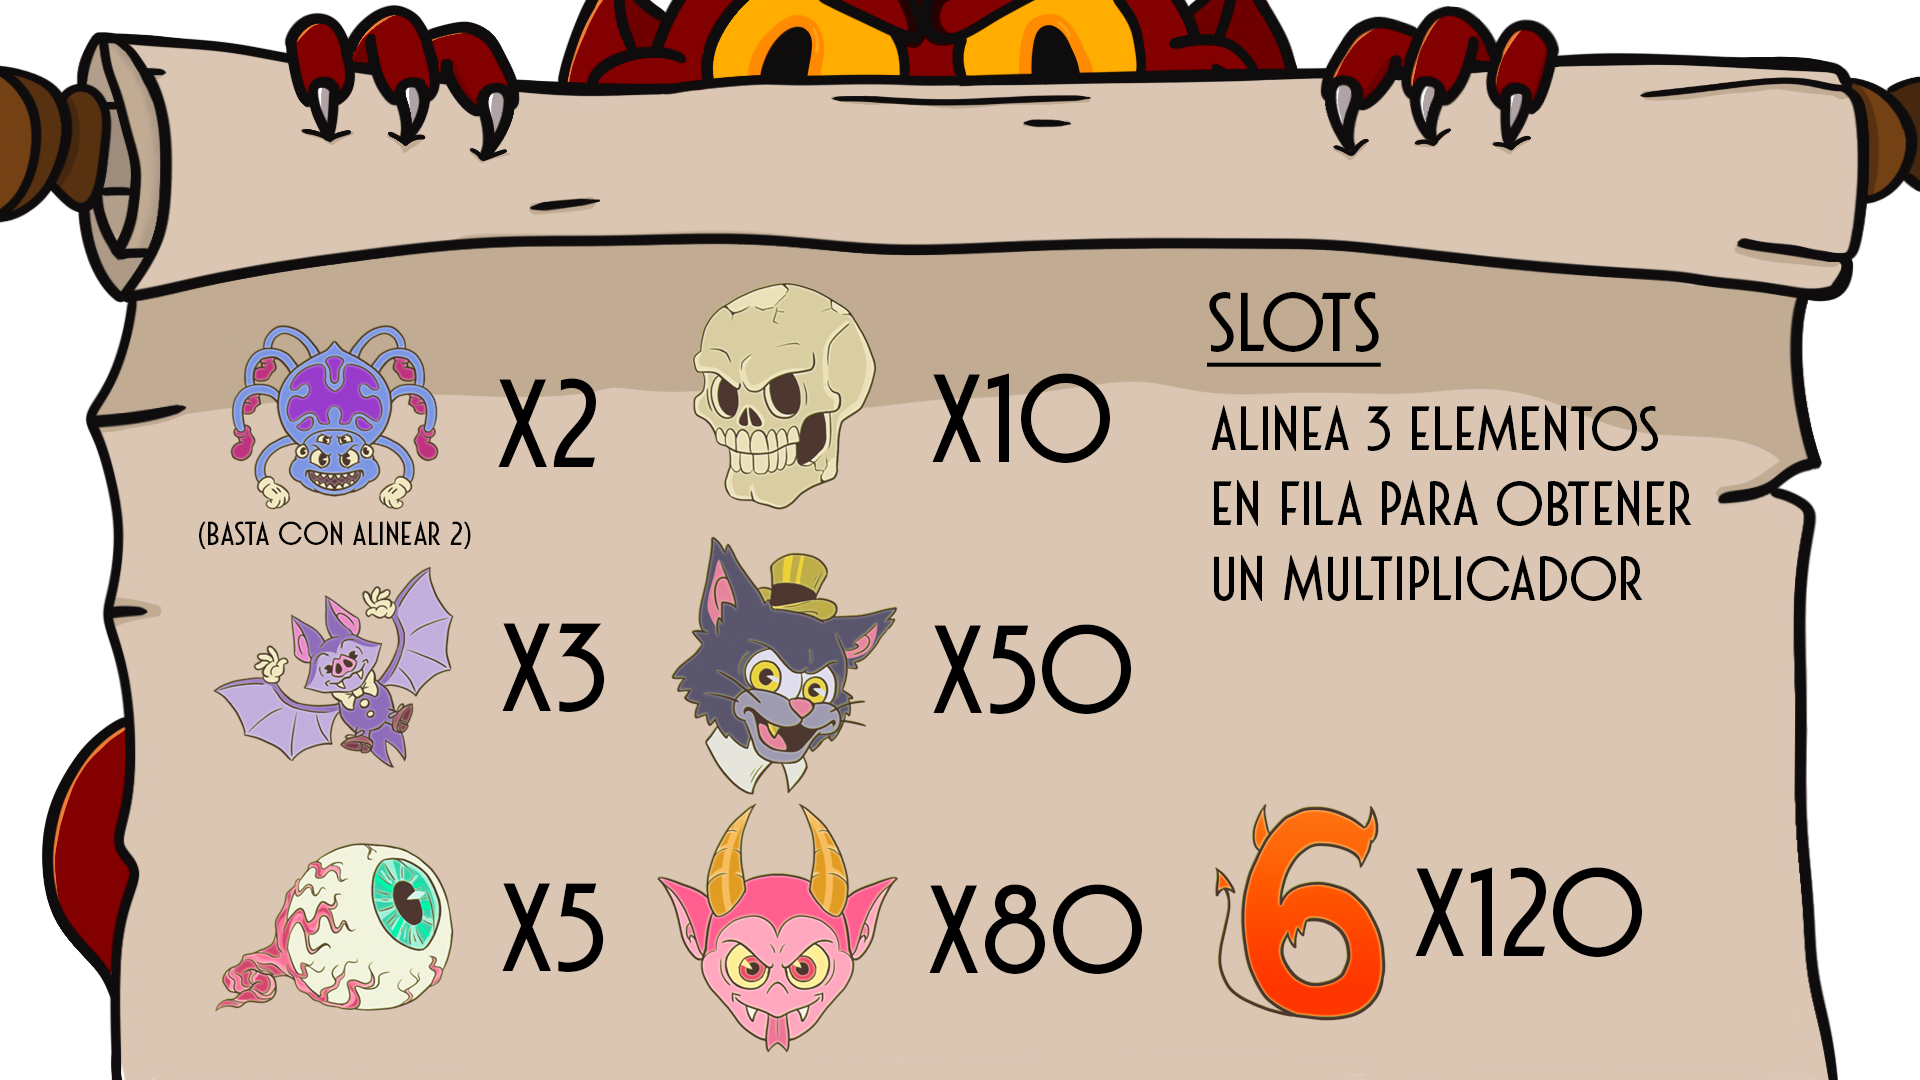 SLOTS
ALINEA 3 ELEMENTOS
EN FILA PARA OBTENER
UN MULTIPLICADOR
X2
X10
(BASTA CON ALINEAR 2)
X3
X50
X5
X80
6 X120